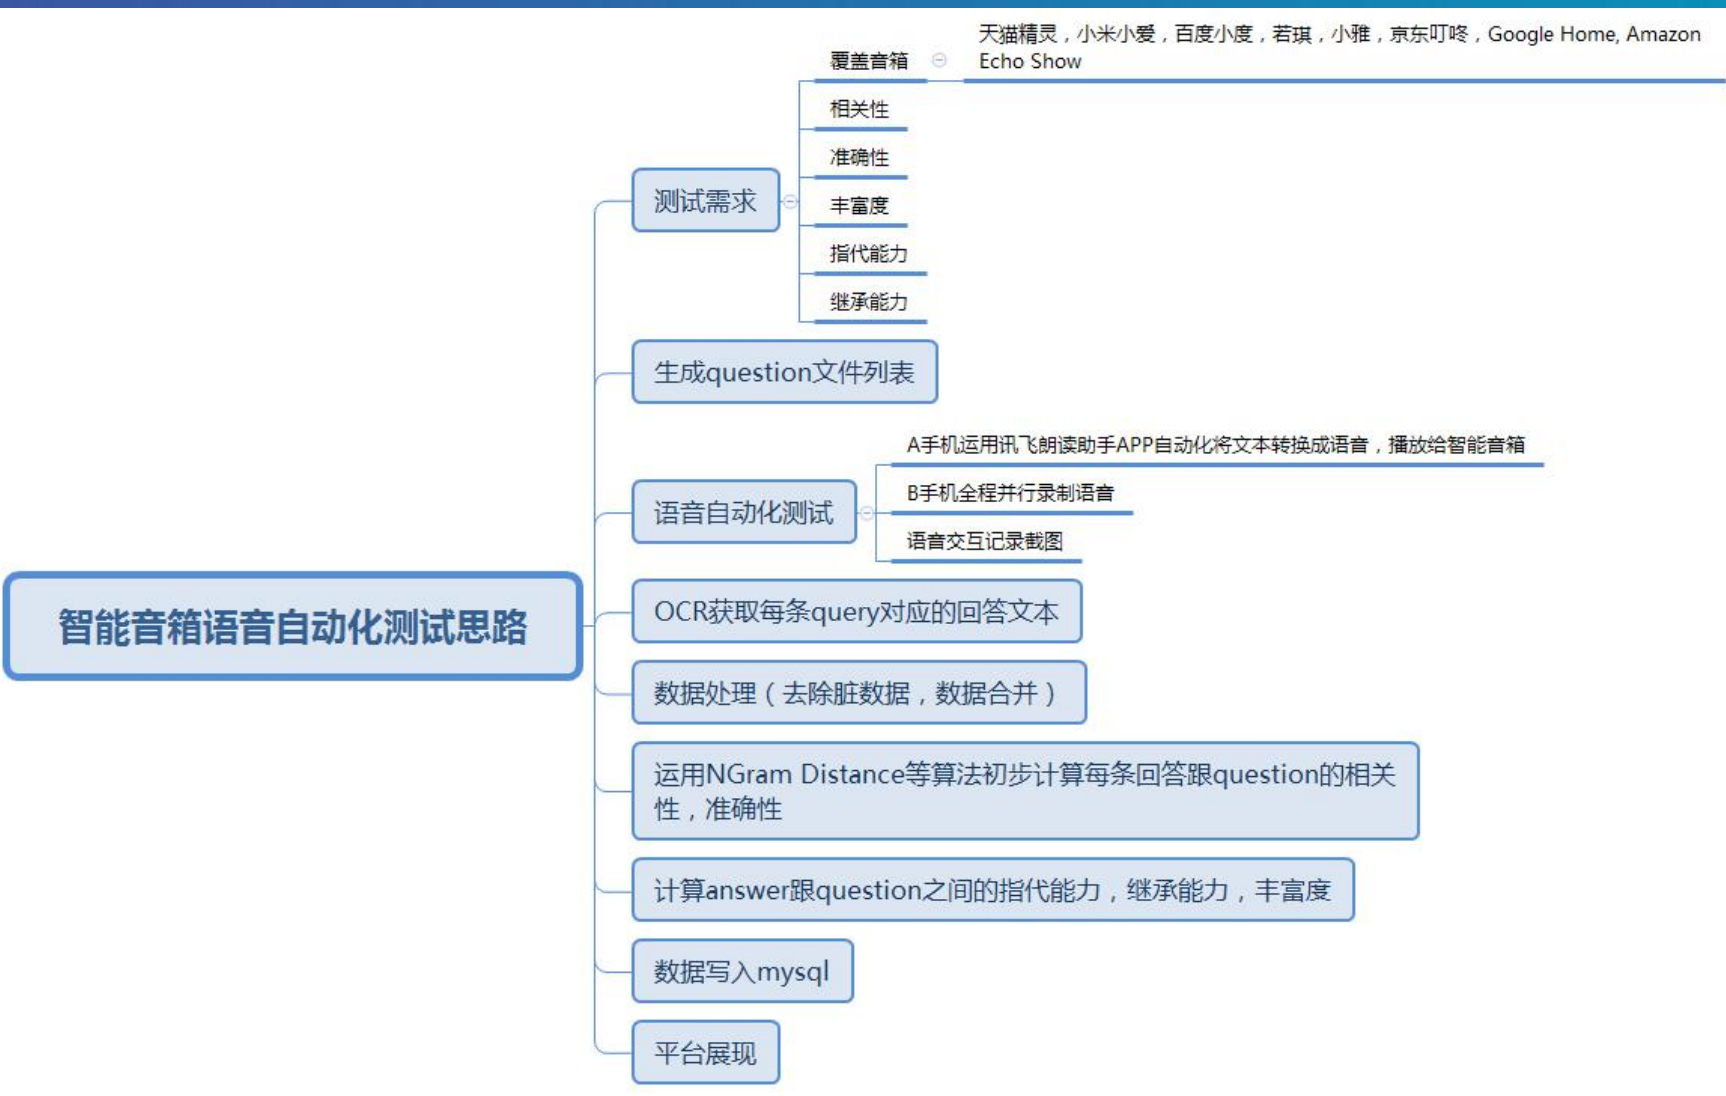 天猫精灵，小米小爱，百度小度，若琪，小雅，京东叮咚，Google Home, Amazon
Echo Show
覆盖音箱
相关性
准确性
丰富度
指代能力
继承能力
测试需求
生成question文件列表
A手机运用讯飞朗读助手APP自动化将文本转换成语音，播放给智能音箱
B手机全程并行录制语音
语音交互记录截图
语音自动化测试
智能音箱语音自动化测试思路
OCR获取每条query对应的回答文本
数据处理（去除脏数据，数据合并）
运用NGram Distance等算法初步计算每条回答跟question的相关
性，准确性
计算answer跟question之间的指代能力，继承能力，丰富度
数据写入mysql
平台展现